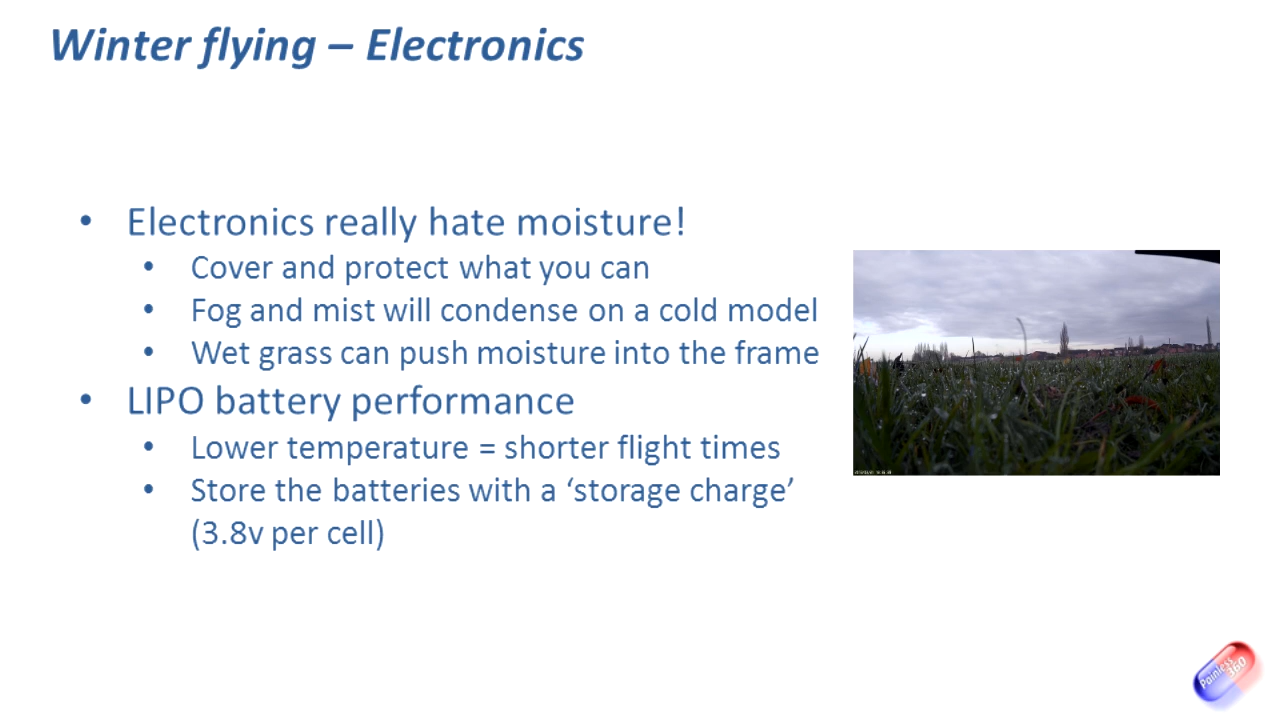 Winter flying – Electronics
• Electronics really hate moisture!
• Cover and protect what you can
• Fog and mist will condense on a cold model
• Wet grass can push moisture into the frame
• LIPO battery performance
• Lower temperature = shorter flight times
• Store the batteries with a ‘storage charge’
(3.8v per cell)
Painless
360